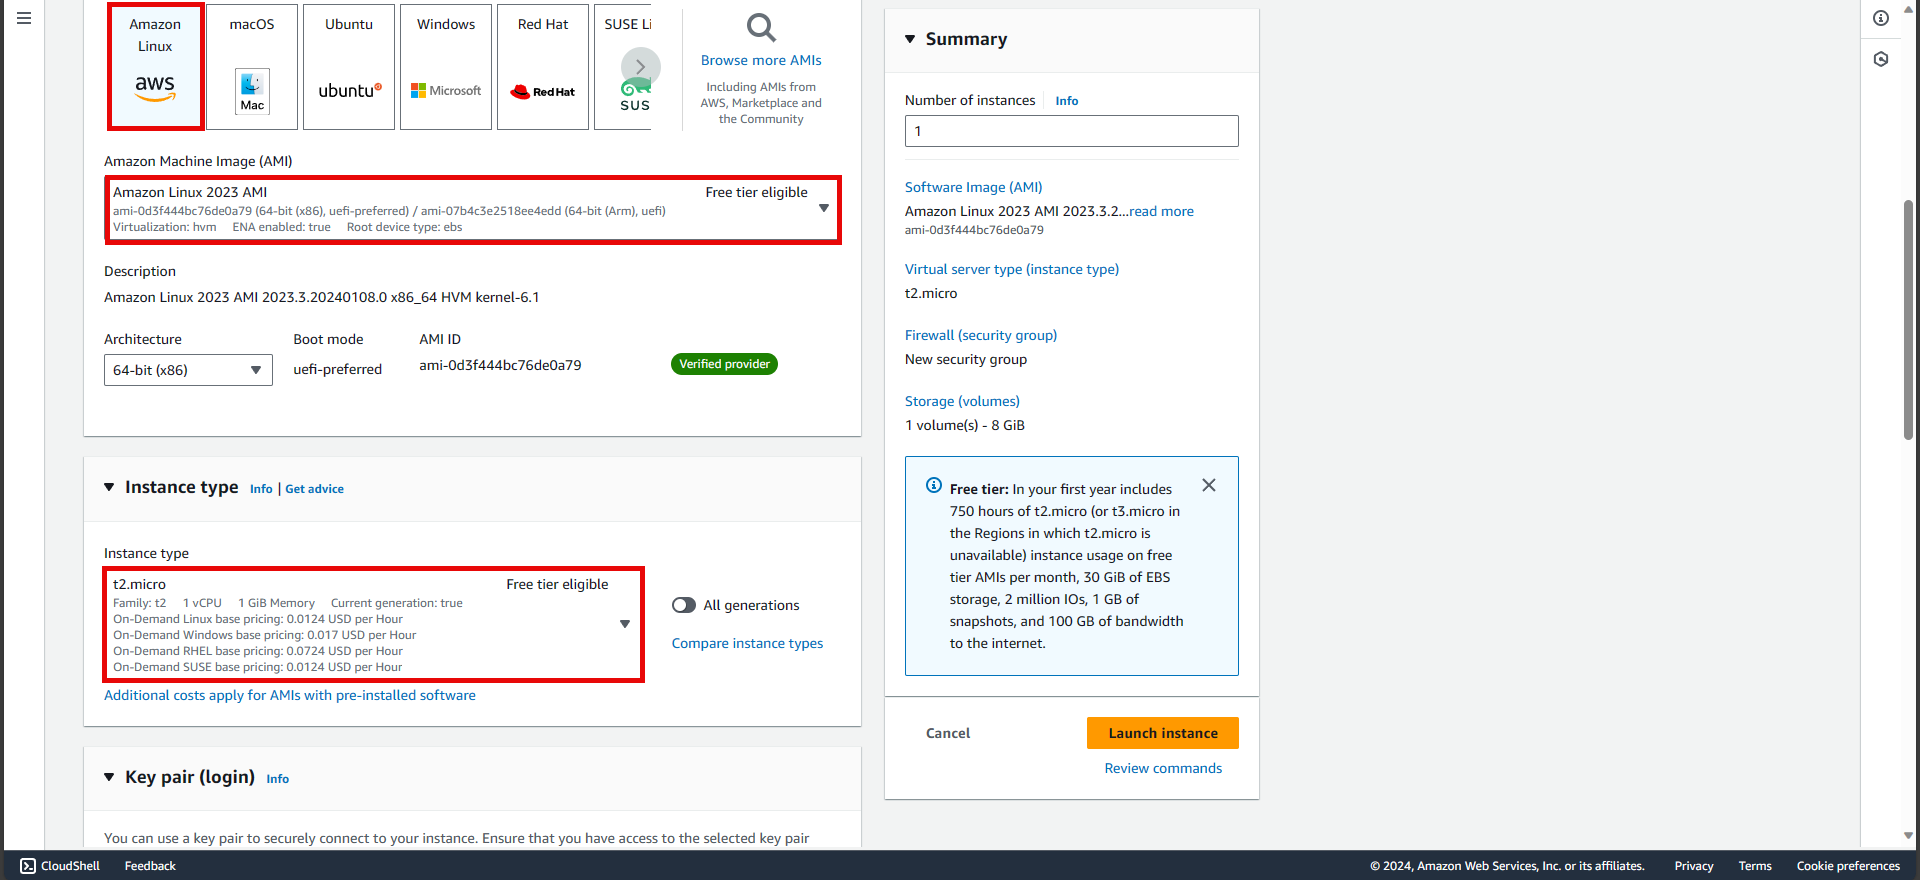 Amazon
Linux
aws
macOS
Mac
Ubuntu
ubuntu
Windows
Microsoft
Red Hat
Red Hat
SUSE Li
SUS
Browse more AMIs
Including AMIs from
AWS, Marketplace and
the Community
Amazon Machine Image (AMI)
Amazon Linux 2023 AMI
Free tier eligible
ami-0d3f444bc76de0a79 (64-bit (x86), uefi-preferred) / ami-07b4c3e2518ee4edd (64-bit (Arm), uefi)
Virtualization: hvm ENA enabled: true Root device type: ebs
Description
Amazon Linux 2023 AMI 2023.3.20240108.0 x86_64 HVM kernel-6.1
Architecture
64-bit (x86)
Boot mode
uefi-preferred
AMI ID
ami-0d3f444bc76de0a79
Verified provider
Instance type Info | Get advice
Instance type
t2.micro
Free tier eligible
Family: t2 1 vCPU 1 GiB Memory Current generation: true
On-Demand Linux base pricing: 0.0124 USD per Hour
On-Demand Windows base pricing: 0.017 USD per Hour
On-Demand RHEL base pricing: 0.0724 USD per Hour
On-Demand SUSE base pricing: 0.0124 USD per Hour
All generations
Compare instance types
Additional costs apply for AMIs with pre-installed software
Key pair (login) Info
You can use a key pair to securely connect to your instance. Ensure that you have access to the selected key pair
Summary
Number of instances Info
1
Software Image (AMI)
Amazon Linux 2023 AMI 2023.3.2...read more
ami-0d3f444bc76de0a79
Virtual server type (instance type)
t2.micro
Firewall (security group)
New security group
Storage (volumes)
1 volume(s) - 8 GiB
Free tier: In your first year includes
750 hours of t2.micro (or t3.micro in
the Regions in which t2.micro is
unavailable) instance usage on free
tier AMIs per month, 30 GiB of EBS
storage, 2 million IOs, 1 GB of
snapshots, and 100 GB of bandwidth
to the internet.
Cancel
Launch instance
Review commands
CloudShell
Feedback
© 2024, Amazon Web Services, Inc. or its affiliates.
Privacy
Terms
Cookie preferences